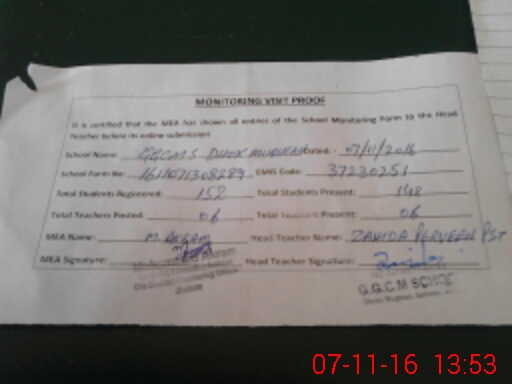 MONITORING VISIT PROOF
It is certified that the MEA has shown all entries of the School Monitoring Form to the Head
Teacher before its online submission
School Name: GGCMS DHOK MUGHLAN Dated: 07/11/2016
School Form No: EMIS Code: 37230251
Total Students Registered: 152 Total Students Present: 148
Total Teachers Posted: 06 Total Teachers Present: 06
MEA Name: M. AKRAM Head Teacher Name: ZAHIDA PERVEEN PST
MEA Signature: Head Teacher Signature:
G.G.C.M SCHOOL
07-11-16 13:53